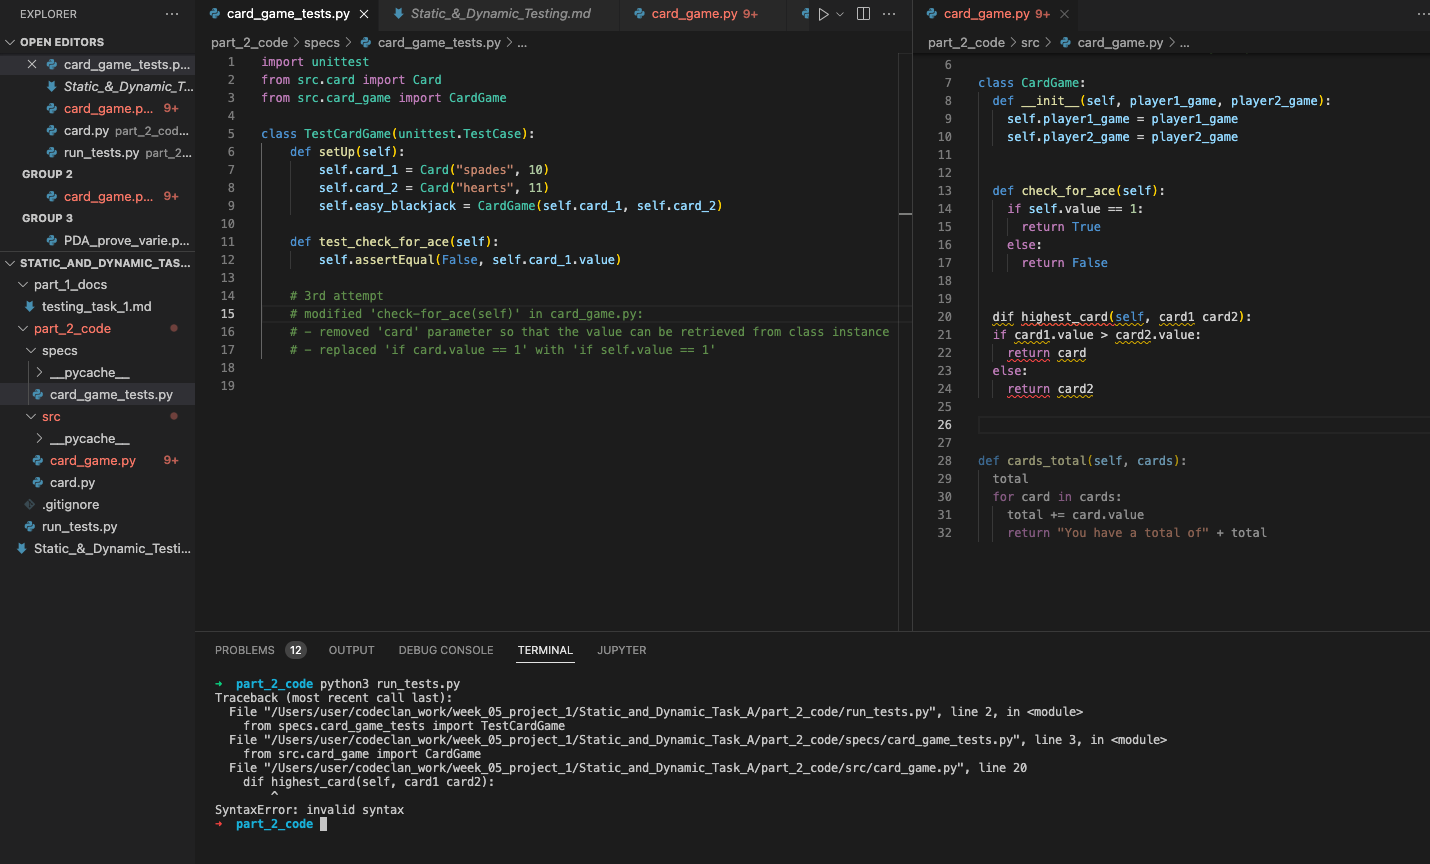 EXPLORER
OPEN EDITORS
card_game_tests.p...
Static_&_Dynamic_T...
card_game.p... 9+
card.py part_2_cod...
run_tests.py part_2...
GROUP 2
card_game.p... 9+
GROUP 3
PDA_prove_varie.p...
STATIC_AND_DYNAMIC_TAS...
part_1_docs
testing_task_1.md
part_2_code
specs
__pycache__
card_game_tests.py
src
__pycache__
card_game.py 9+
card.py
.gitignore
run_tests.py
Static_&_Dynamic_Testi...
card_game_tests.py
Static_&_Dynamic_Testing.md
card_game.py 9+
part_2_code > specs > card_game_tests.py > ...
1 import unittest
2 from src.card import Card
3 from src.card_game import CardGame
4
5 class TestCardGame(unittest.TestCase):
6 def setUp(self):
7 self.card_1 = Card("spades", 10)
8 self.card_2 = Card("hearts", 11)
9 self.easy_blackjack = CardGame(self.card_1, self.card_2)
10
11 def test_check_for_ace(self):
12 self.assertEqual(False, self.card_1.value)
13
14 # 3rd attempt
15 # modified 'check-for_ace(self)' in card_game.py:
16 # - removed 'card' parameter so that the value can be retrieved from class instance
17 # - replaced 'if card.value == 1' with 'if self.value == 1'
18
19
card_game.py 9+
part_2_code > src > card_game.py > ...
6
7 class CardGame:
8 def __init__(self, player1_game, player2_game):
9 self.player1_game = player1_game
10 self.player2_game = player2_game
11
12
13 def check_for_ace(self):
14 if self.value == 1:
15 return True
16 else:
17 return False
18
19
20 dif highest_card(self, card1 card2):
21 if card1.value > card2.value:
22 return card
23 else:
24 return card2
25
26
27
28 def cards_total(self, cards):
29 total
30 for card in cards:
31 total += card.value
32 return "You have a total of" + total
PROBLEMS 12 OUTPUT DEBUG CONSOLE TERMINAL JUPYTER
→ part_2_code python3 run_tests.py
Traceback (most recent call last):
File "/Users/user/codeclan_work/week_05_project_1/Static_and_Dynamic_Task_A/part_2_code/run_tests.py", line 2, in <module>
from specs.card_game_tests import TestCardGame
File "/Users/user/codeclan_work/week_05_project_1/Static_and_Dynamic_Task_A/part_2_code/specs/card_game_tests.py", line 3, in <module>
from src.card_game import CardGame
File "/Users/user/codeclan_work/week_05_project_1/Static_and_Dynamic_Task_A/part_2_code/src/card_game.py", line 20
dif highest_card(self, card1 card2):
^
SyntaxError: invalid syntax
→ part_2_code